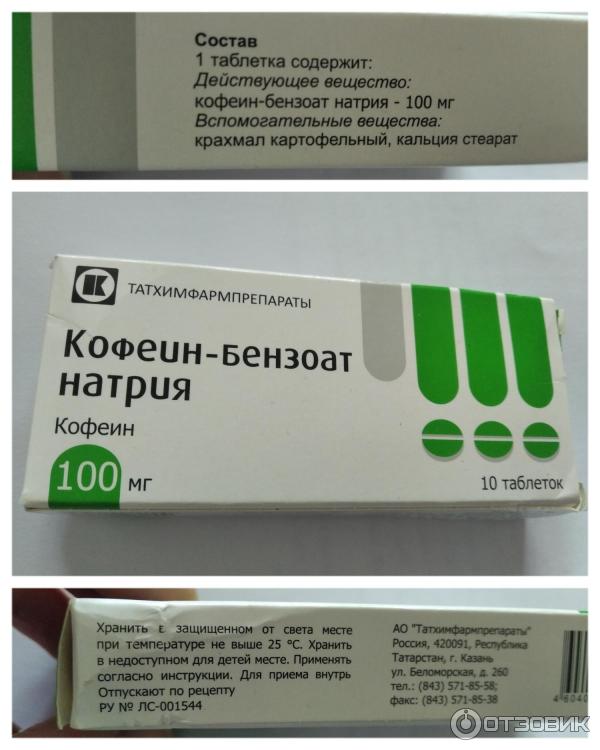 Состав
1 таблетка содержит:
Действующее вещество:
кофеин-бензоат натрия - 100 мг
Вспомогательные вещества:
крахмал картофельный, кальция стеарат
ТАТХИМФАРМПРЕПАРАТЫ
Кофеин-бензоат
натрия
Кофеин
100 мг
10 таблеток
Хранить в защищенном от света месте
при температуре не выше 25 °С. Хранить
в недоступном для детей месте. Применять
согласно инструкции. Для приема внутрь
Отпускают по рецепту
РУ № ЛС-001544
АО "Татхимфармпрепараты"
Россия, 420091, Республика
Татарстан, г. Казань
ул. Беломорская, д. 260
тел.: (843) 571-85-58;
факс: (843) 571-85-38
ОТЗОВИК